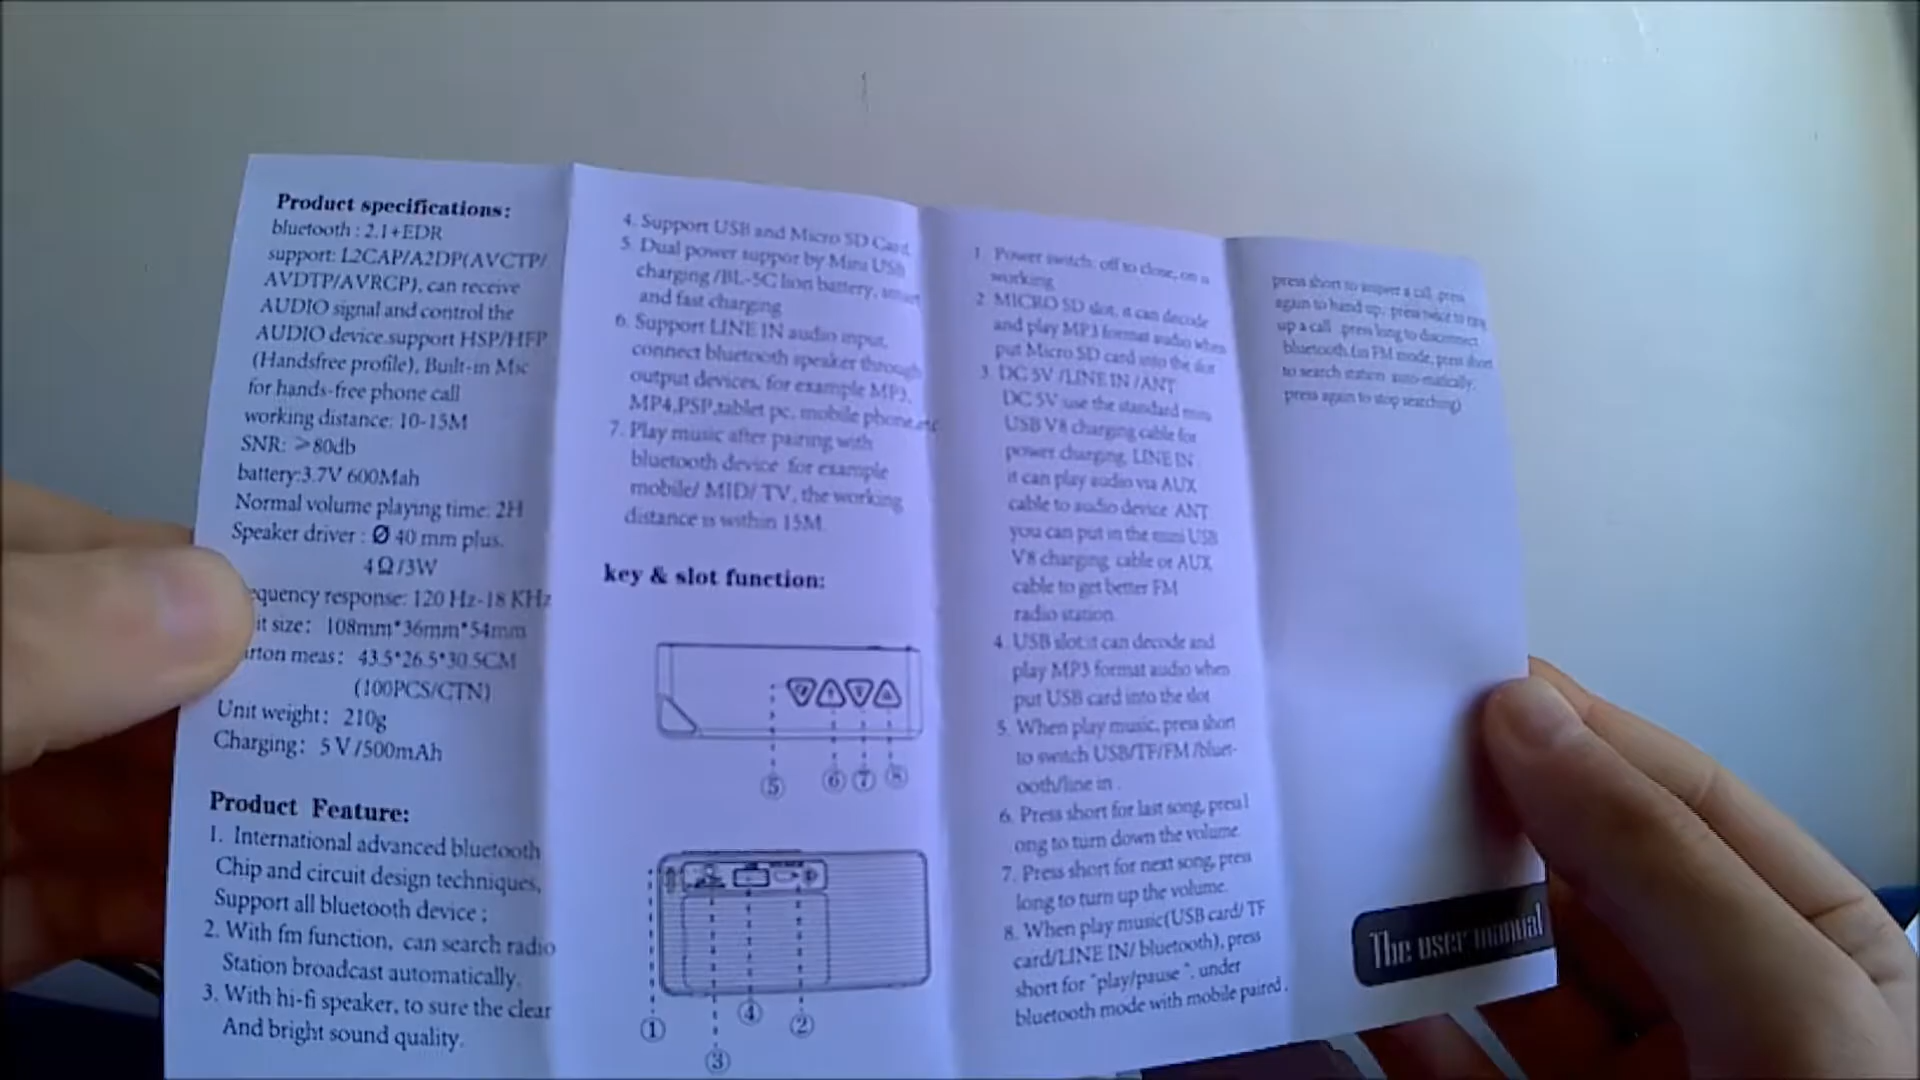 Product specifications:
bluetooth : 2.1+EDR
support: L2CAP/A2DP(AVCTP/
AVDTP/AVRCP), can receive
AUDIO signal and control the
AUDIO device.support HSP/HFP
(Handsfree profile), Built-in Mic
for hands-free phone call
working distance: 10-15M
SNR: ≥80db
battery:3.7V 600Mah
Normal volume playing time: 2H
Speaker driver : Ø 40 mm plus.
4Ω/3W
equency response: 120 Hz-18 KHz
it size: 108mm*36mm*54mm
arton meas: 43.5*26.5*30.5CM
(100PCS/CTN)
Unit weight: 210g
Charging: 5V/500mAh
Product Feature:
1. International advanced bluetooth
Chip and circuit design techniques,
Support all bluetooth device ;
2. With fm function, can search radio
Station broadcast automatically.
3. With hi-fi speaker, to sure the clear
And bright sound quality.
4. Support USB and Micro SD Card.
5. Dual power suppor by Mini USB
charging /BL-5C lion battery, smart
and fast charging
6. Support LINE IN audio input,
connect bluetooth speaker through
output devices, for example MP3,
MP4,PSP,tablet pc, mobile phone,etc
7. Play music after pairing with
bluetooth device for example
mobile/ MID/ TV, the working
distance is within 15M.
key & slot function:
⑤ ⑥ ⑦ ⑧
① ③ ④ ②
1. Power switch: off to close, on is
working.
2. MICRO SD slot, it can decode
and play MP3 format audio when
put Micro SD card into the slot
3. DC 5V /LINE IN /ANT
DC 5V use the standard mini
USB V8 charging cable for
power charging, LINE IN
it can play audio via AUX
cable to audio device ANT
you can put in the mini USB
V8 charging cable or AUX
cable to get better FM
radio station.
4. USB slot:it can decode and
play MP3 format audio when
put USB card into the slot
5. When play music, press short
to switch USB/TF/FM /bluet-
ooth/line in .
6. Press short for last song, press l
ong to turn down the volume
7. Press short for next song, press
long to turn up the volume.
8. When play music(USB card/ TF
card/LINE IN/ bluetooth), press
short for "play/pause ". under
bluetooth mode with mobile paired .
press short to answer a call press
again to hand up, press twice to ring
up a call press long to disconnect
bluetooth.(in FM mode, press short
to search station auto-matically,
press again to stop searching)
The user manual